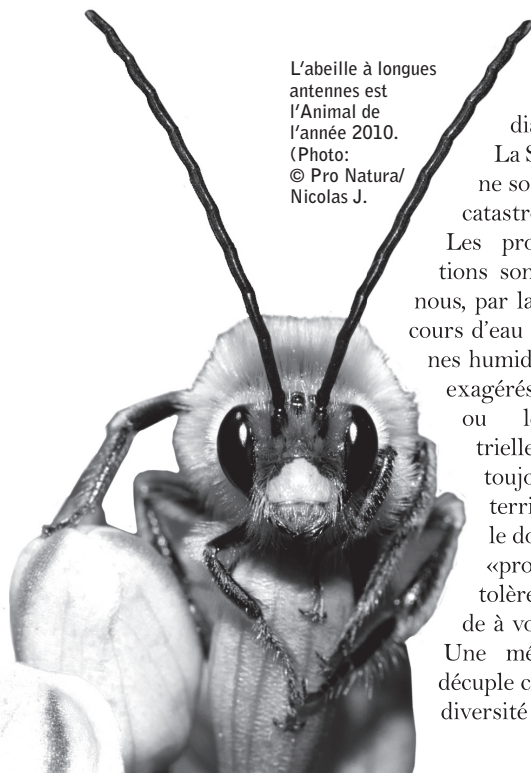 L'abeille à longues
antennes est
l'Animal de
l'année 2010.
(Photo:
© Pro Natura/
Nicolas J.
dia
La S
ne so
catastr
Les pro
tions son
nous, par la
cours d'eau
nes humid
exagérés
ou l
trielle
toujo
terri
le do
«pro
tolère
de à vo
Une mé
décuple c
diversité